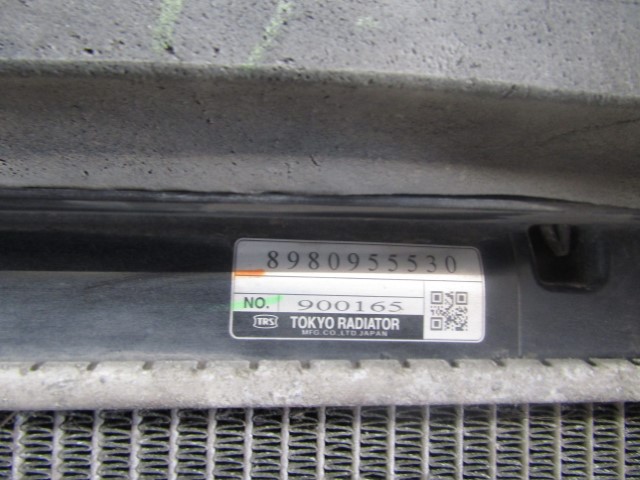 8980955530
NO. 900165
TRS TOKYO RADIATOR
MFG.CO.,LTD.JAPAN